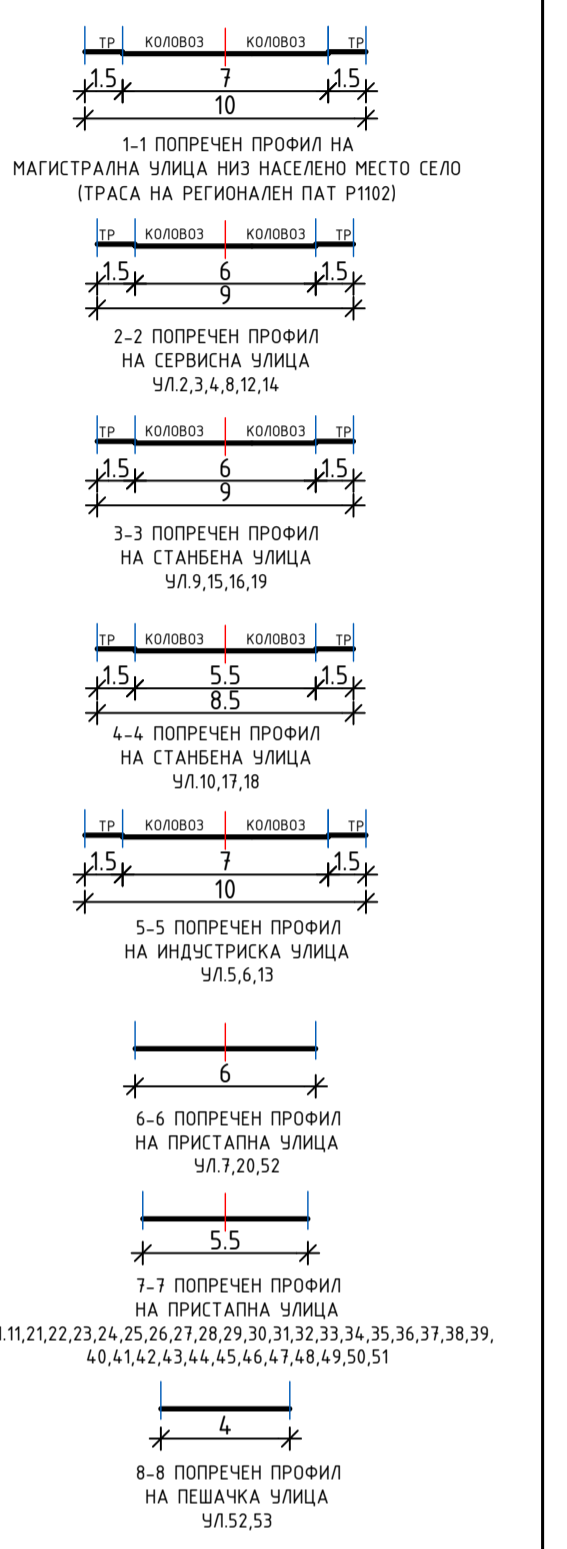 ТР КОЛОВОЗ КОЛОВОЗ ТР
1.5 7 1.5
10
1-1 ПОПРЕЧЕН ПРОФИЛ НА
МАГИСТРАЛНА УЛИЦА НИЗ НАСЕЛЕНО МЕСТО СЕЛО
(ТРАСА НА РЕГИОНАЛЕН ПАТ Р1102)
ТР КОЛОВОЗ КОЛОВОЗ ТР
1.5 6 1.5
9
2-2 ПОПРЕЧЕН ПРОФИЛ
НА СЕРВИСНА УЛИЦА
УЛ.2,3,4,8,12,14
ТР КОЛОВОЗ КОЛОВОЗ ТР
1.5 6 1.5
9
3-3 ПОПРЕЧЕН ПРОФИЛ
НА СТАНБЕНА УЛИЦА
УЛ.9,15,16,19
ТР КОЛОВОЗ КОЛОВОЗ ТР
1.5 5.5 1.5
8.5
4-4 ПОПРЕЧЕН ПРОФИЛ
НА СТАНБЕНА УЛИЦА
УЛ.10,17,18
ТР КОЛОВОЗ КОЛОВОЗ ТР
1.5 7 1.5
10
5-5 ПОПРЕЧЕН ПРОФИЛ
НА ИНДУСТРИСКА УЛИЦА
УЛ.5,6,13
6
6-6 ПОПРЕЧЕН ПРОФИЛ
НА ПРИСТАПНА УЛИЦА
УЛ.7,20,52
5.5
7-7 ПОПРЕЧЕН ПРОФИЛ
НА ПРИСТАПНА УЛИЦА
.11,21,22,23,24,25,26,27,28,29,30,31,32,33,34,35,36,37,38,39,
40,41,42,43,44,45,46,47,48,49,50,51
4
8-8 ПОПРЕЧЕН ПРОФИЛ
НА ПЕШАЧКА УЛИЦА
УЛ.52,53